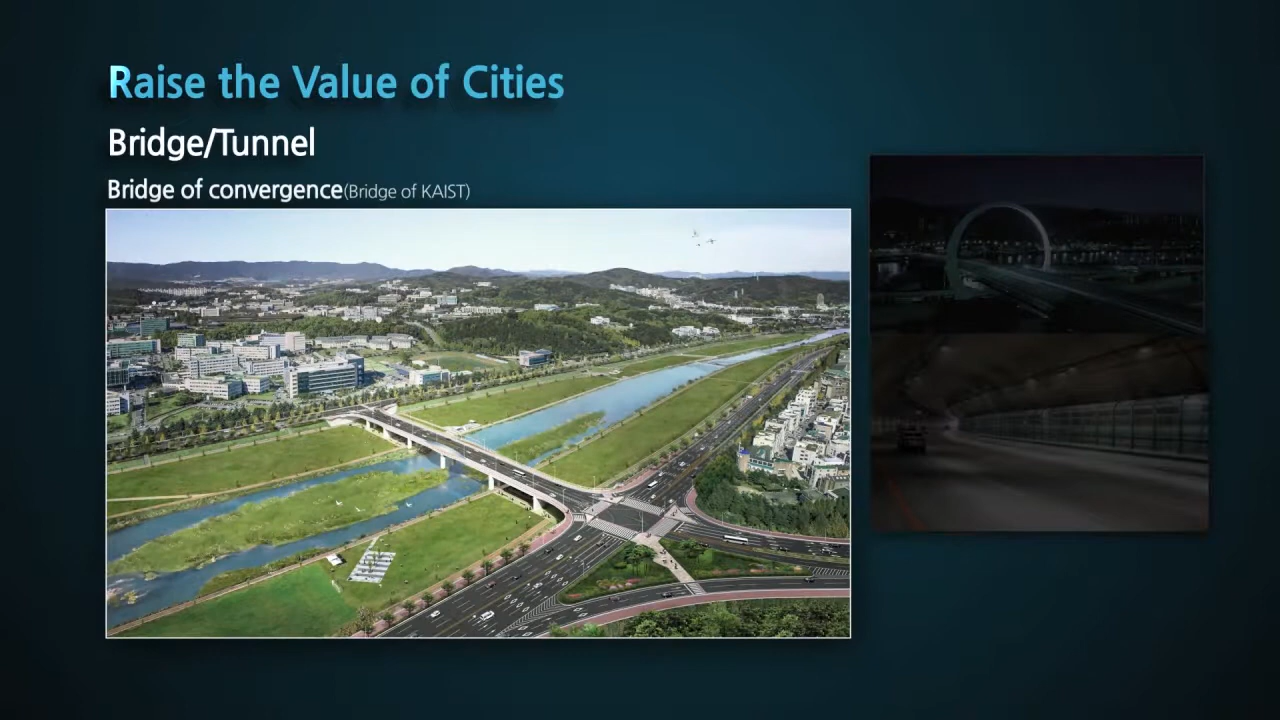 Raise the Value of Cities
Bridge/Tunnel
Bridge of convergence(Bridge of KAIST)